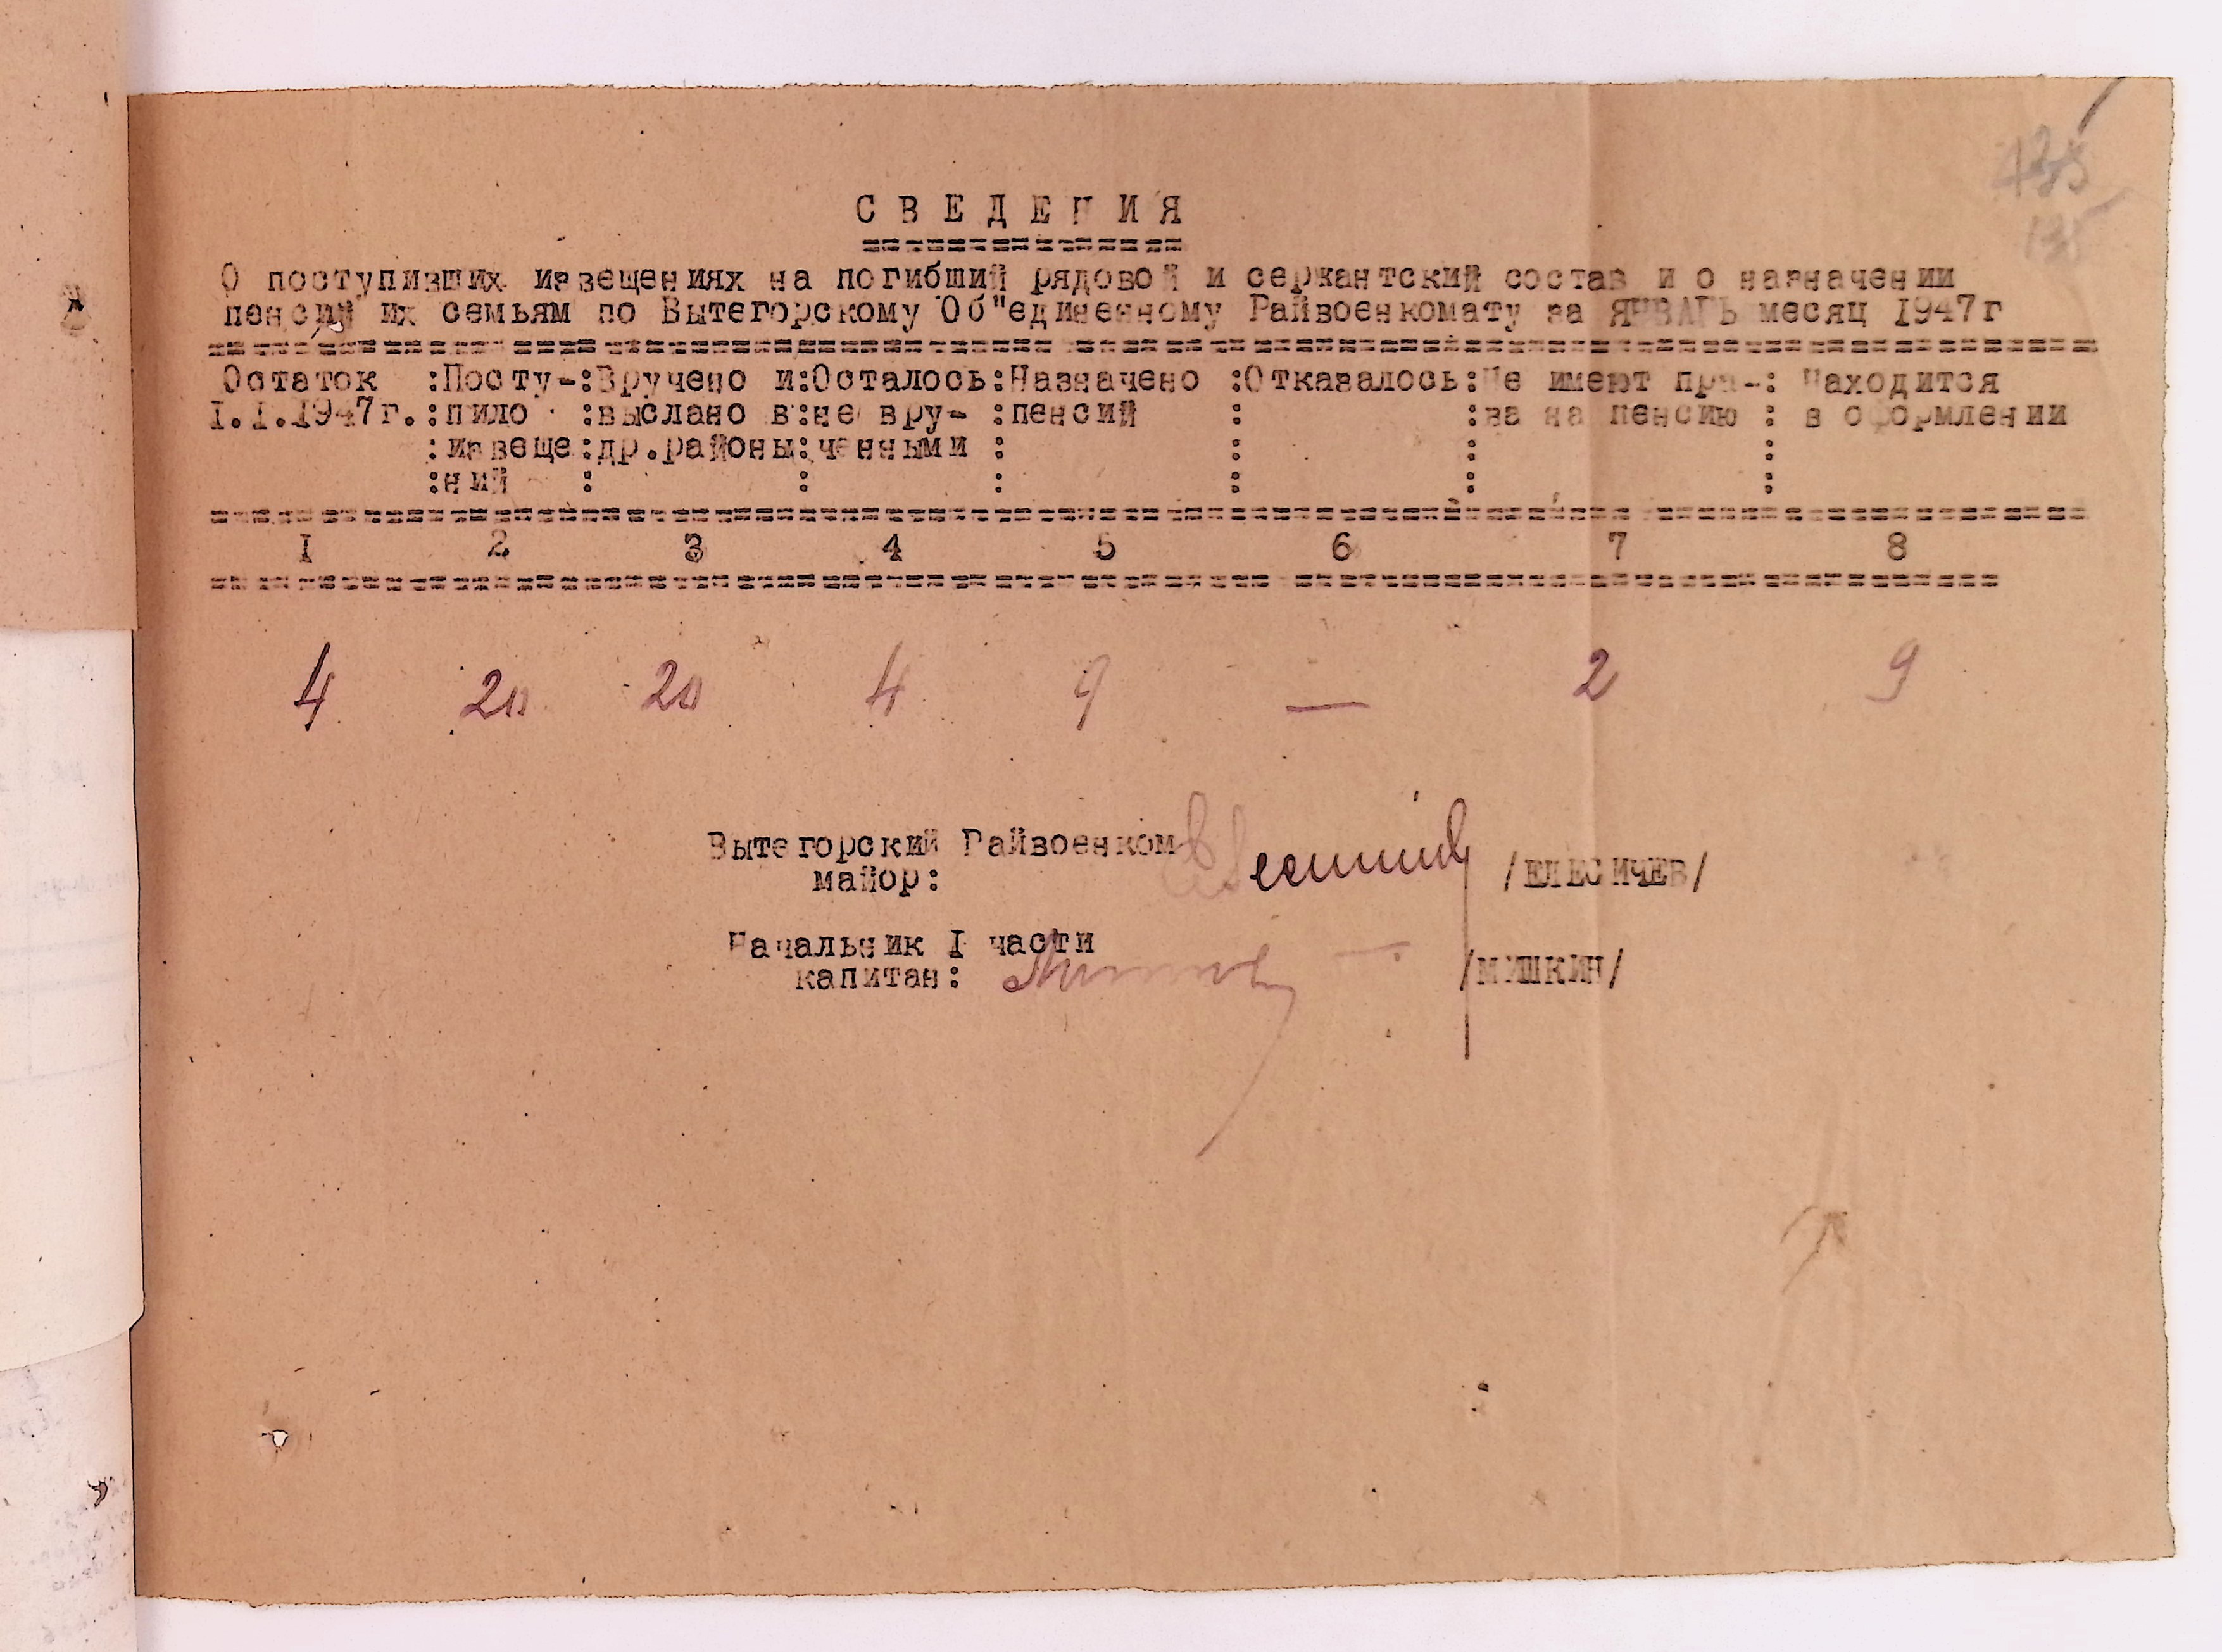 СВЕДЕНИЯ
О поступивших извещениях на погибший рядовой и сержантский состав и о назначении
пенсий их семьям по Вытегорскому Об"единенному Райвоенкомату за ЯНВАРЬ месяц 1947г
Остаток :Посту-:Вручено и:Осталось:Назначено :Отказалось:Не имеют пра-: Находится
I.I.1947г.:пило :выслано в:не вру- :пенсий : :ва на пенсию : в оформлении
:извеще:др.районы:ченными : : : :
:ний : : : : : :
I 2 3 4 5 6 7 8
4 20 20 4 9 — 2 9
Вытегорский Райвоенком
майор: /ЕЛЕСИЧЕВ/
Начальник I части
капитан: /МИШКИН/